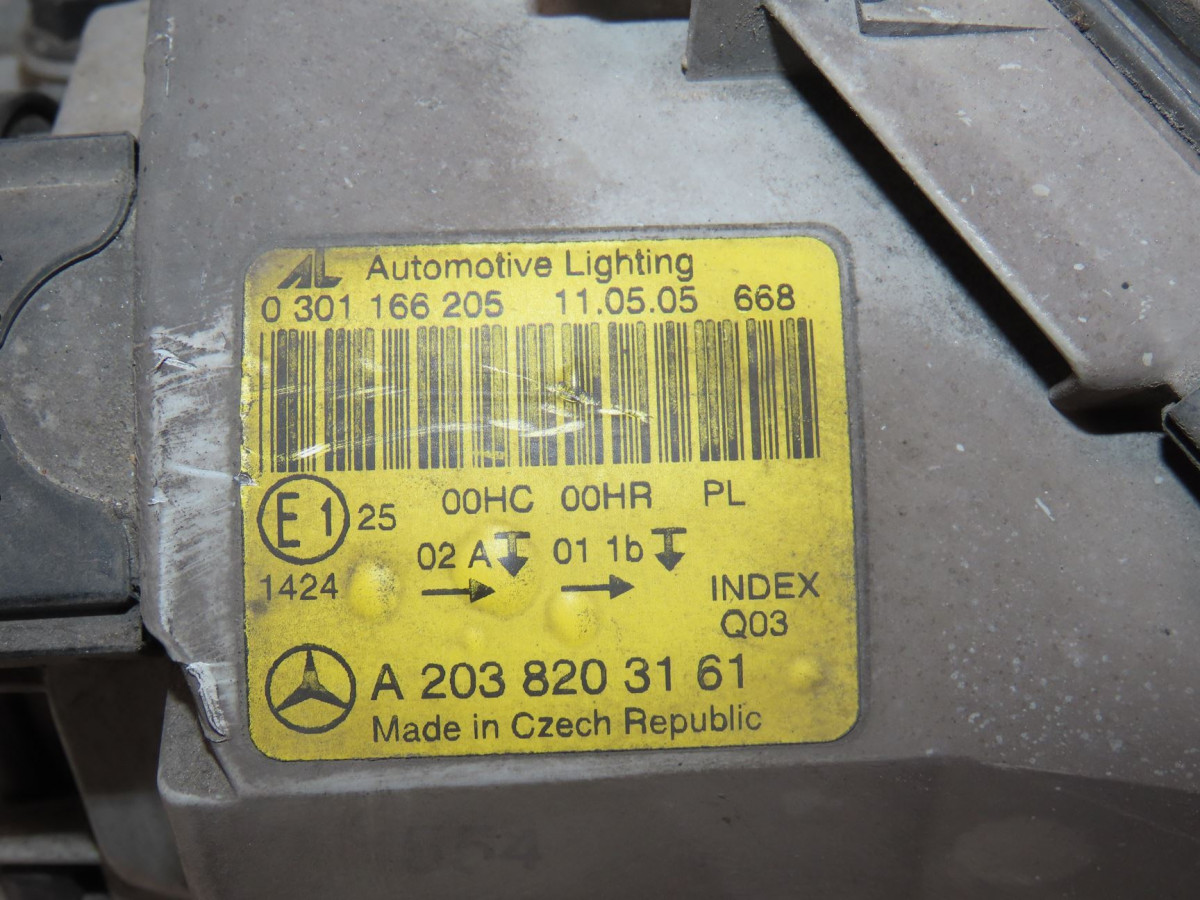 AL Automotive Lighting
0 301 166 205 11.05.05 668
E1 25 00HC 00HR PL
02 A 01 1b
1424 INDEX
Q03
A 203 820 31 61
Made in Czech Republic